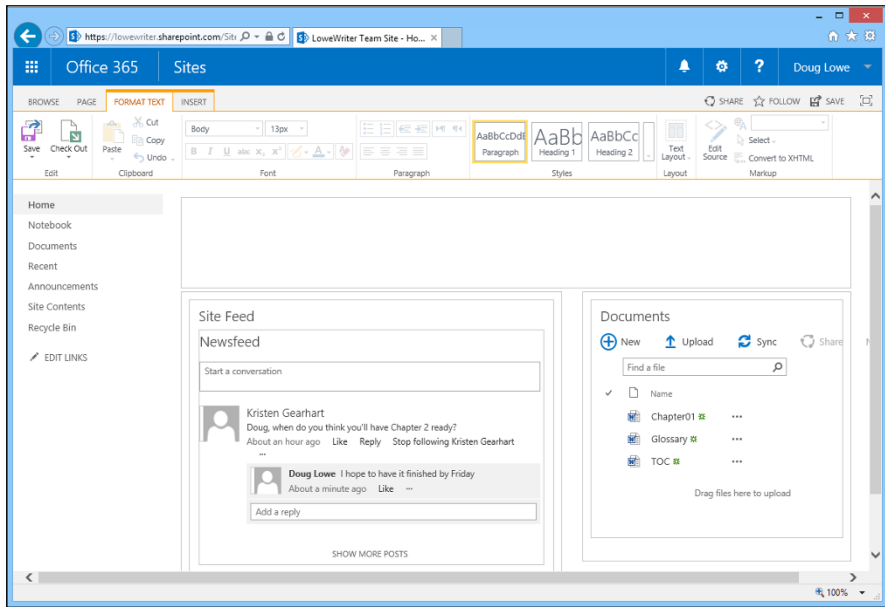 https://lowewriter.sharepoint.com/Site
LoweWriter Team Site - Ho...
Office 365
Sites
Doug Lowe
BROWSE
PAGE
FORMAT TEXT
INSERT
SHARE
FOLLOW
SAVE
Save
Check Out
Paste
Cut
Copy
Undo
Body
13px
B I U abc x₂ x²
A
AaBbCcDdE
Paragraph
AaBb
Heading 1
AaBbCc
Heading 2
Text
Layout
Edit
Source
Select
Convert to XHTML
Edit
Clipboard
Font
Paragraph
Styles
Layout
Markup
Home
Notebook
Documents
Recent
Announcements
Site Contents
Recycle Bin
EDIT LINKS
Site Feed
Newsfeed
Start a conversation
Kristen Gearhart
Doug, when do you think you'll have Chapter 2 ready?
About an hour ago Like Reply Stop following Kristen Gearhart
...
Doug Lowe I hope to have it finished by Friday
About a minute ago Like ...
Add a reply
SHOW MORE POSTS
Documents
New
Upload
Sync
Share
Find a file
Name
Chapter01 ...
Glossary ...
TOC ...
Drag files here to upload
100%